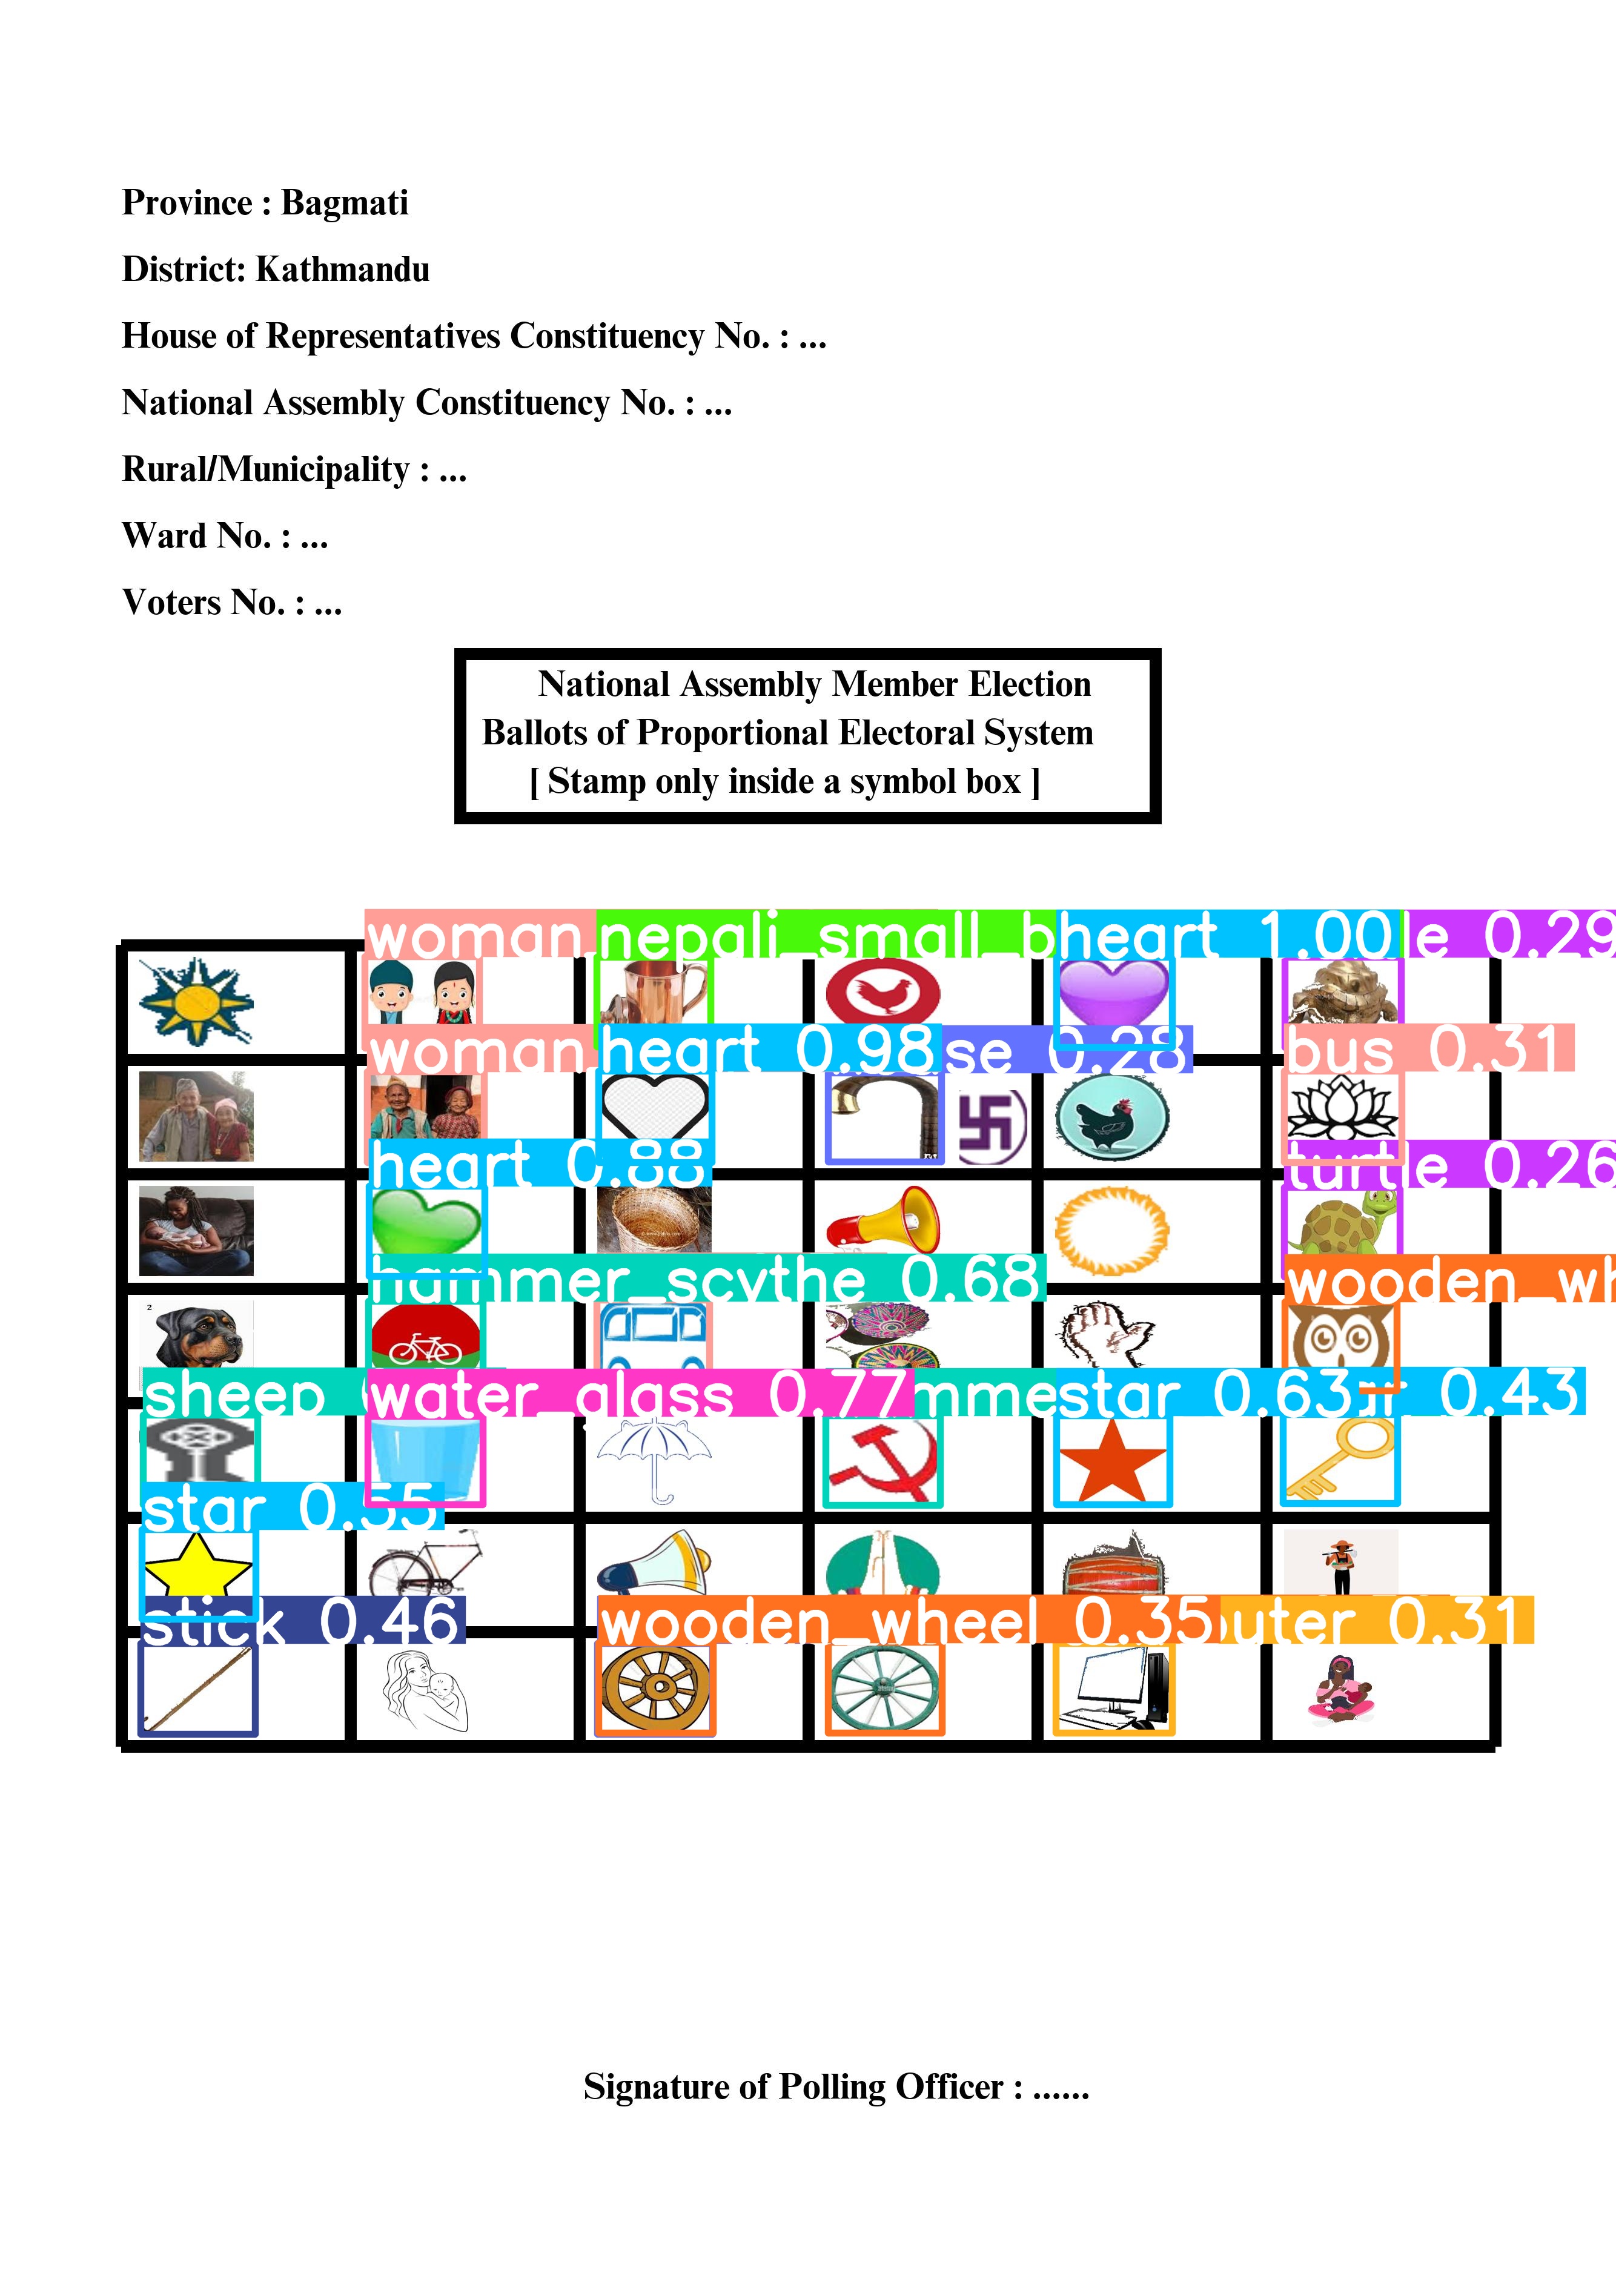 Province : Bagmati
District: Kathmandu
House of Representatives Constituency No. : ...
National Assembly Constituency No. : ...
Rural/Municipality : ...
Ward No. : ...
Voters No. : ...
National Assembly Member Election
Ballots of Proportional Electoral System
[ Stamp only inside a symbol box ]
woman nepali_small_b heart 1.00 le 0.29
woman heart 0.98 se 0.28 bus 0.31
heart 0.88 turtle 0.26
hammer_scythe 0.68 wooden_wh
2
sheep water_glass 0.77 mme star 0.63 0.43
star 0.55
stick 0.46 wooden_wheel 0.35 uter 0.31
Signature of Polling Officer : ......